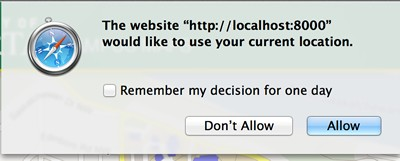 The website “http://localhost:8000”
would like to use your current location.
Remember my decision for one day
Don’t Allow
Allow